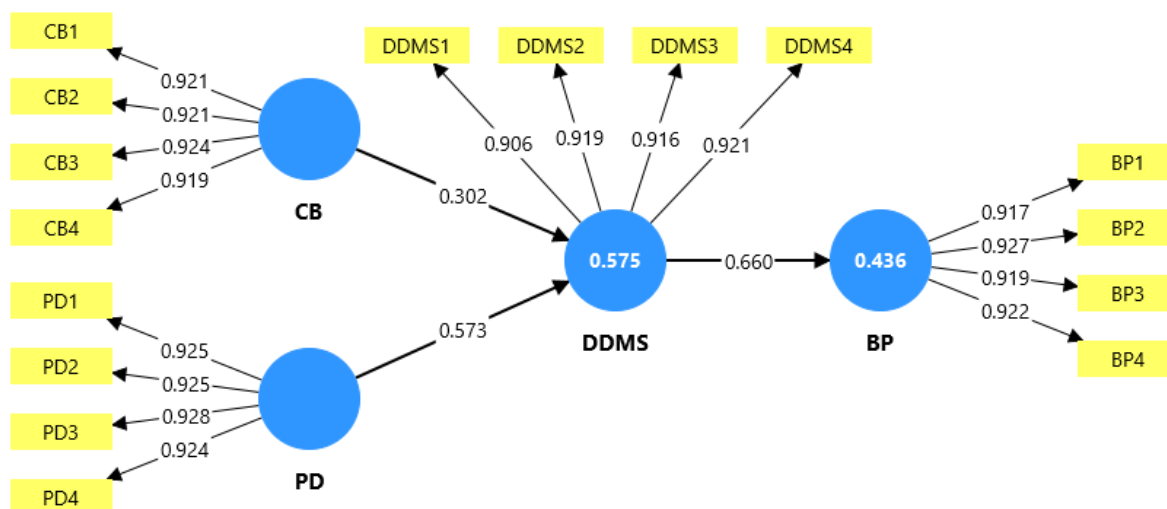 CB1
CB2
CB3
CB4
0.921
0.921
0.924
0.919
CB
PD1
PD2
PD3
PD4
0.925
0.925
0.928
0.924
PD
0.302
0.573
DDMS1
DDMS2
DDMS3
DDMS4
0.906
0.919
0.916
0.921
0.575
DDMS
0.660
0.436
BP
0.917
0.927
0.919
0.922
BP1
BP2
BP3
BP4